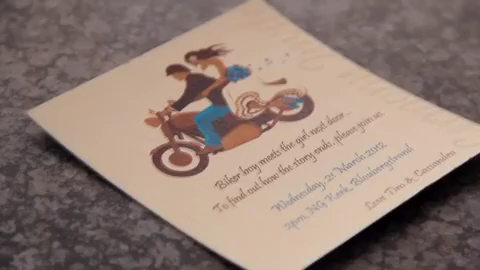 Biker boy meets the girl next door...
To find out how the story ends, please join us
Wednesday, 21 March 2012
2pm, NG Kerk, Bloubergstrand
Love Tim & Cassandra